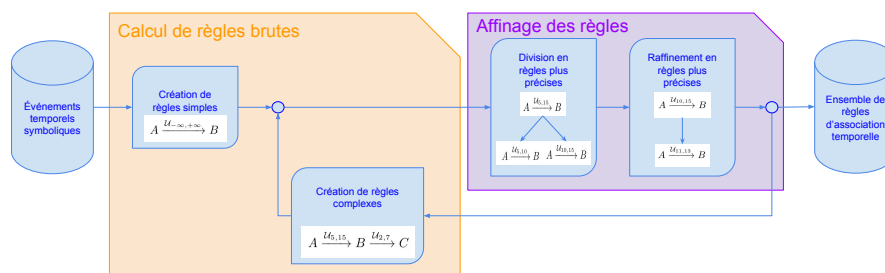 Calcul de règles brutes
Affinage des règles
Événements
temporels
symboliques
Création de
règles simples
A —U₋∞,₊∞→ B
Division en
règles plus
précises
A —U₅,₁₅→ B
A —U₅,₁₀→ B A —U₁₀,₁₅→ B
Raffinement en
règles plus
précises
A —U₁₀,₁₅→ B
A —U₁₁,₁₃→ B
Ensemble de
règles
d'association
temporelle
Création de règles
complexes
A —U₅,₁₅→ B —U₂,₇→ C